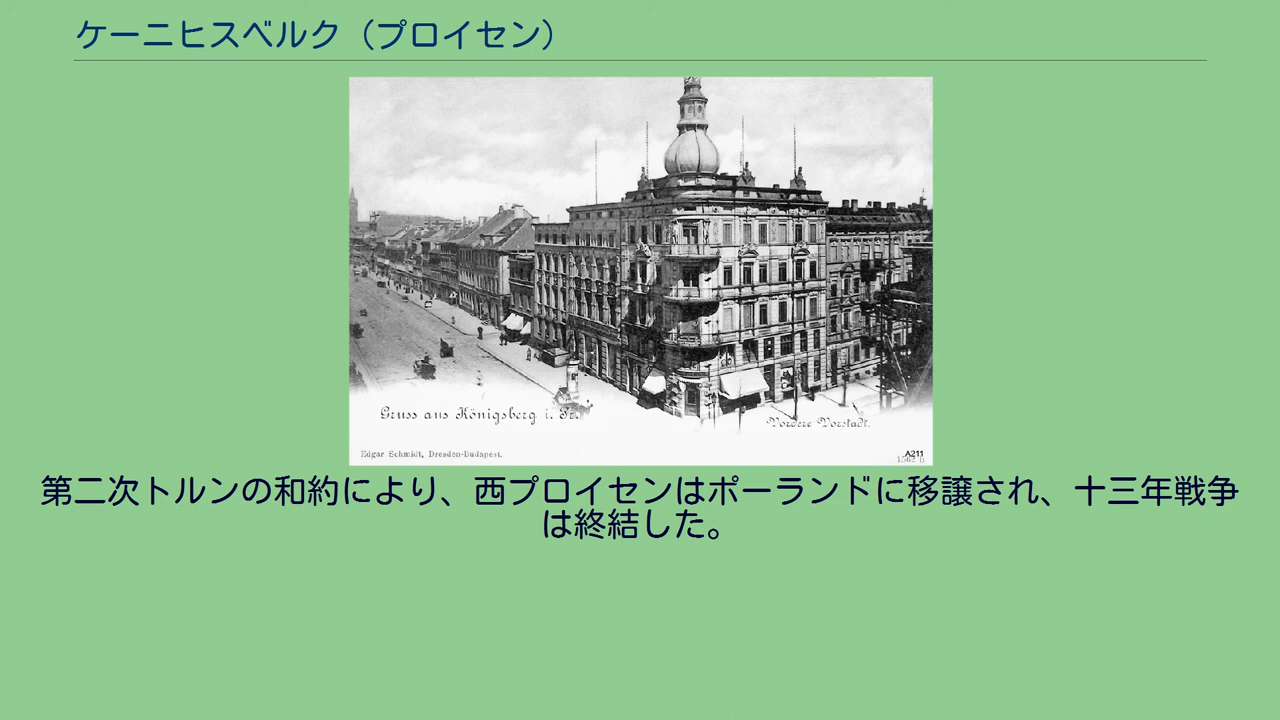 ケーニヒスベルク（プロイセン）
Gruss aus Königsberg i. Pr.
Vordere Vorstadt.
Edgar Schmidt, Dresden-Budapest.
A211
第二次トルンの和約により、西プロイセンはポーランドに移譲され、十三年戦争
は終結した。